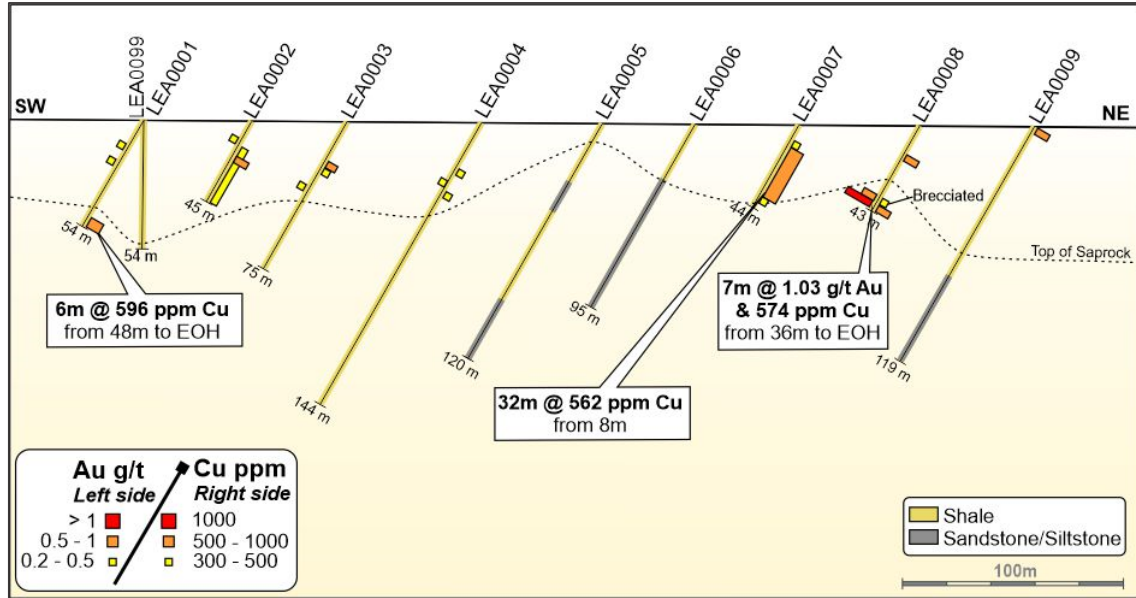 LEA0099
LEA0001
LEA0002
LEA0003
LEA0004
LEA0005
LEA0006
LEA0007
LEA0008
LEA0009
SW
NE
54 m
54 m
45 m
75 m
144 m
120 m
95 m
44 m
43 m
119 m
Brecciated
Top of Saprock
6m @ 596 ppm Cu
from 48m to EOH
32m @ 562 ppm Cu
from 8m
7m @ 1.03 g/t Au
& 574 ppm Cu
from 36m to EOH
Au g/t Cu ppm
Left side Right side
> 1 1000
0.5 - 1 500 - 1000
0.2 - 0.5 300 - 500
Shale
Sandstone/Siltstone
100m